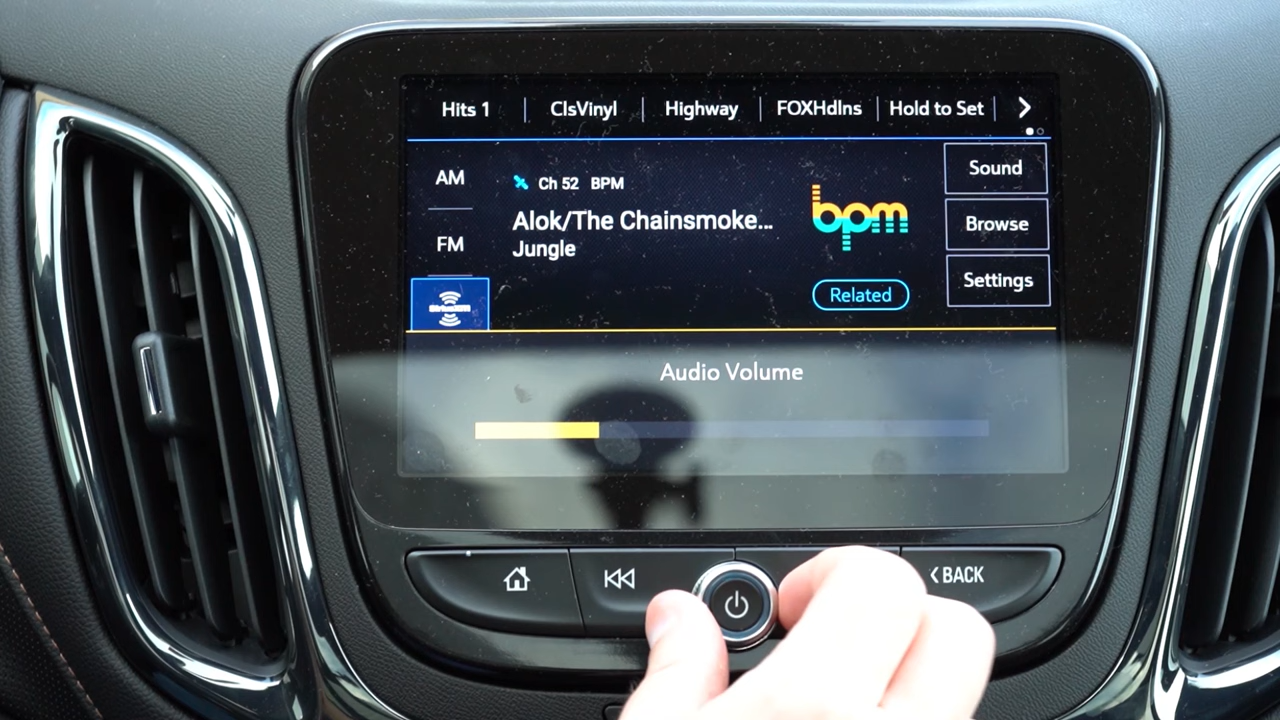 Hits 1 ClsVinyl Highway FOXHdlns Hold to Set
AM
Ch 52 BPM
bpm
Alok/The Chainsmoke...
Jungle
FM
SiriusXM
Related
Sound
Browse
Settings
Audio Volume
BACK